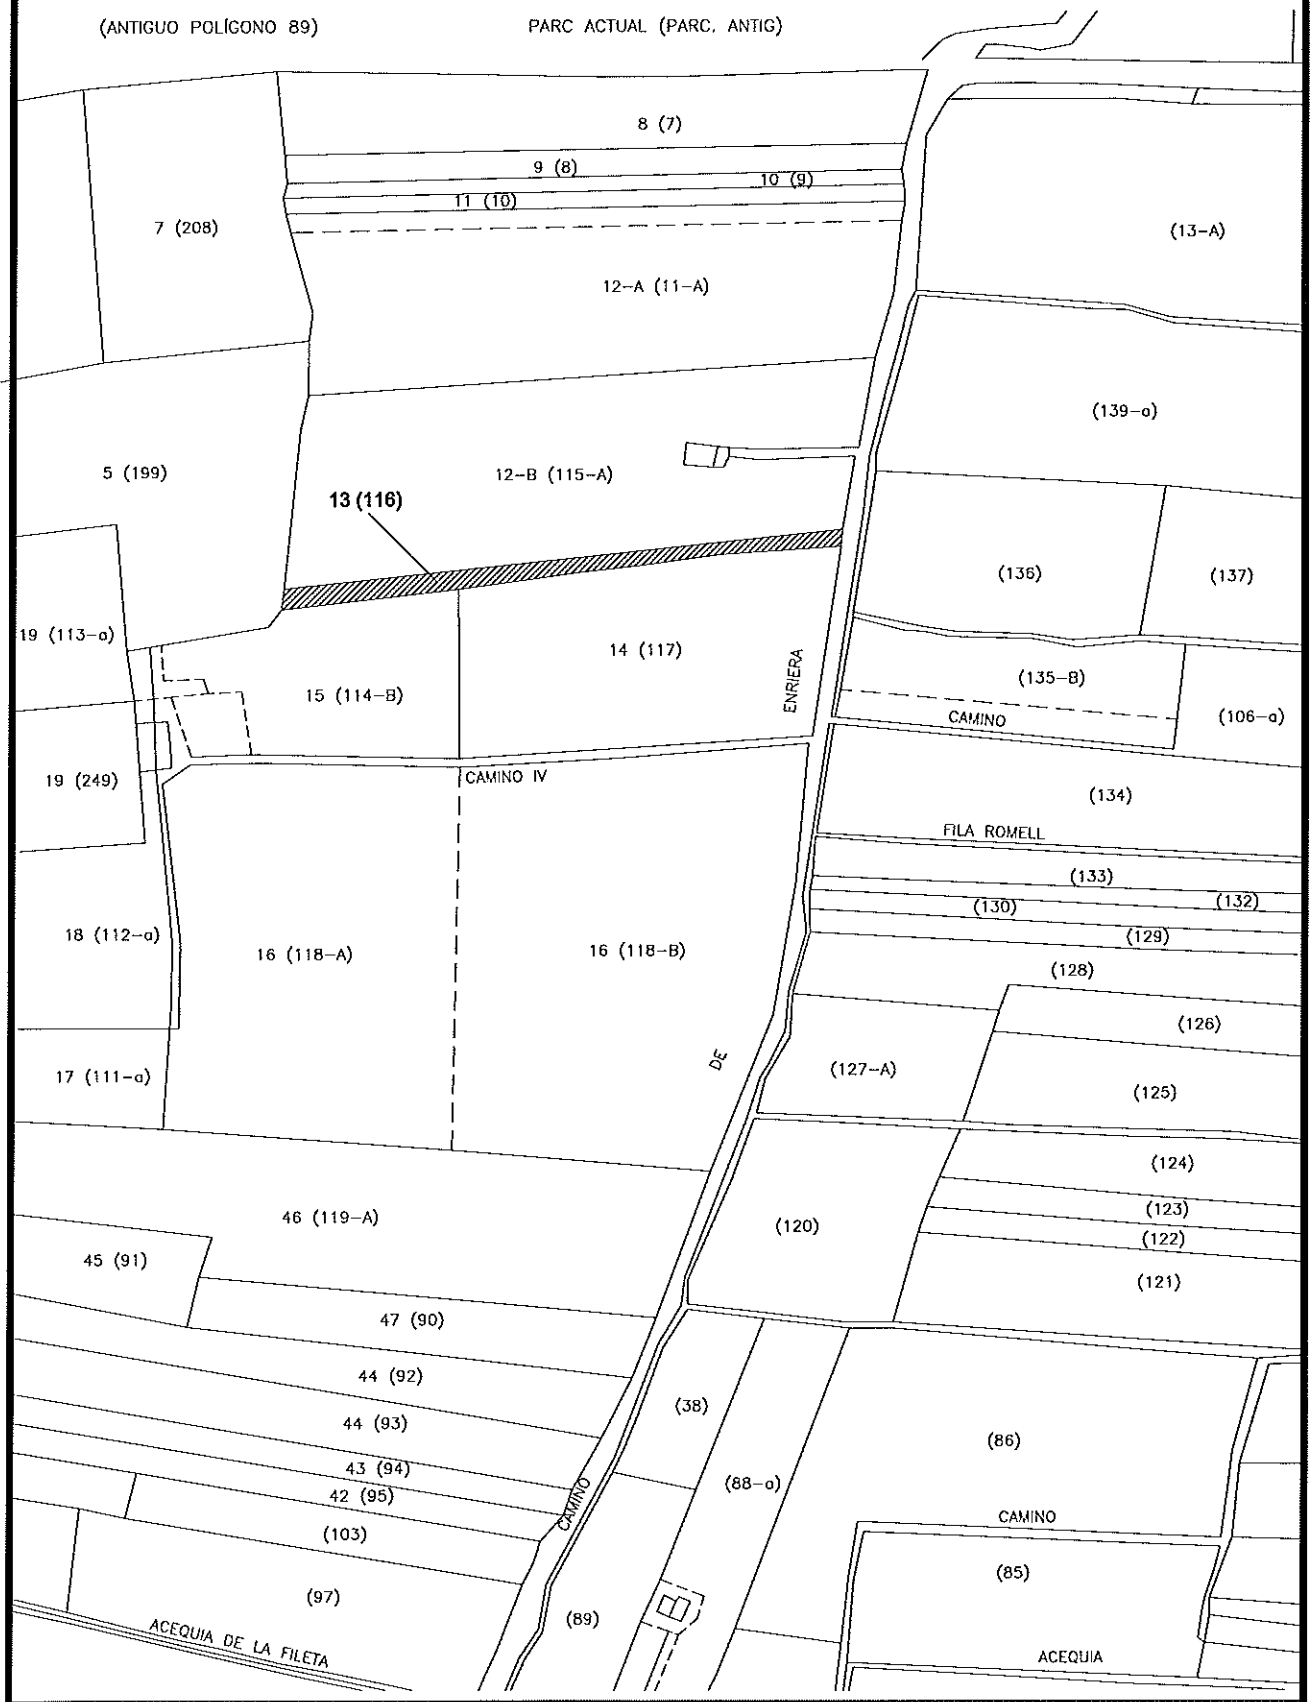 (ANTIGUO POLÍGONO 89)
PARC ACTUAL (PARC. ANTIG)
8 (7)
9 (8)
10 (9)
11 (10)
7 (208)
(13-A)
12-A (11-A)
(139-a)
5 (199)
12-B (115-A)
13 (116)
(136)
(137)
19 (113-a)
14 (117)
ENRIERA
15 (114-B)
(135-B)
CAMINO
(106-a)
CAMINO IV
19 (249)
(134)
FILA ROMELL
(133)
(132)
(130)
(129)
18 (112-a)
16 (118-A)
16 (118-B)
(128)
(126)
DE
(127-A)
17 (111-a)
(125)
(124)
(123)
46 (119-A)
(120)
(122)
45 (91)
(121)
47 (90)
44 (92)
(38)
44 (93)
(86)
43 (94)
(88-a)
42 (95)
CAMINO
CAMINO
(103)
(85)
(97)
(89)
ACEQUIA DE LA FILETA
ACEQUIA